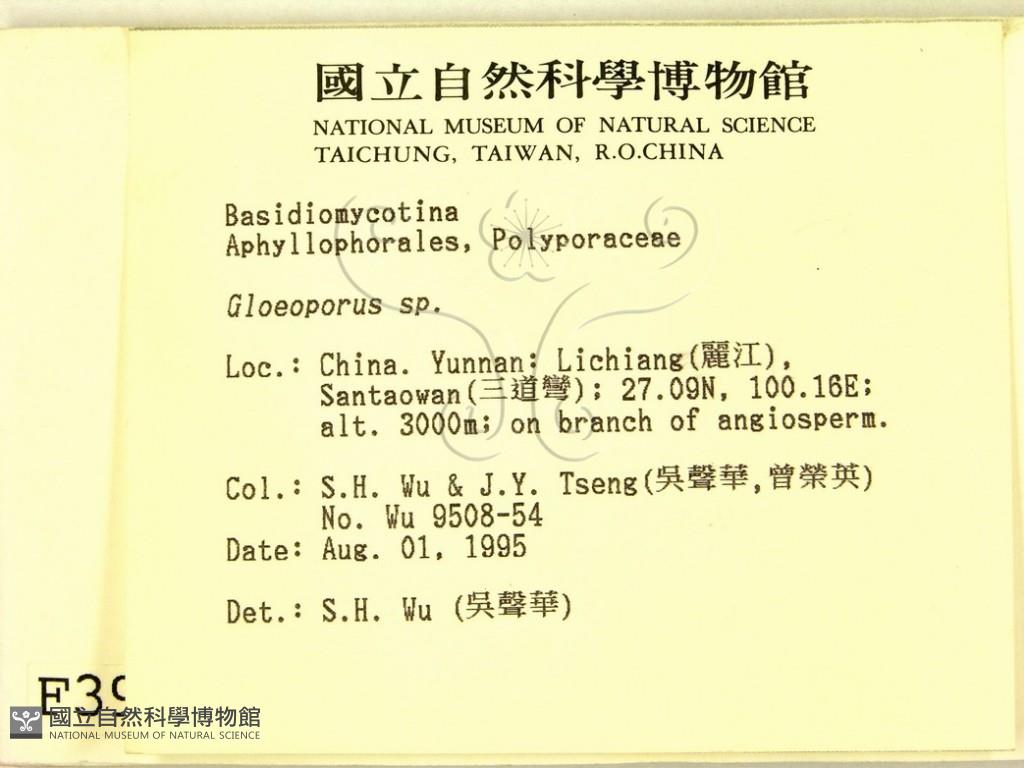 國立自然科學博物館
NATIONAL MUSEUM OF NATURAL SCIENCE
TAICHUNG, TAIWAN, R.O.CHINA
Basidiomycotina
Aphyllophorales, Polyporaceae
Gloeoporus sp.
Loc.: China. Yunnan: Lichiang(麗江),
Santaowan(三道彎); 27.09N, 100.16E;
alt. 3000m; on branch of angiosperm.
Col.: S.H. Wu & J.Y. Tseng(吳聲華,曾榮英)
No. Wu 9508-54
Date: Aug. 01, 1995
Det.: S.H. Wu (吳聲華)
F39
國立自然科學博物館
NATIONAL MUSEUM OF NATURAL SCIENCE